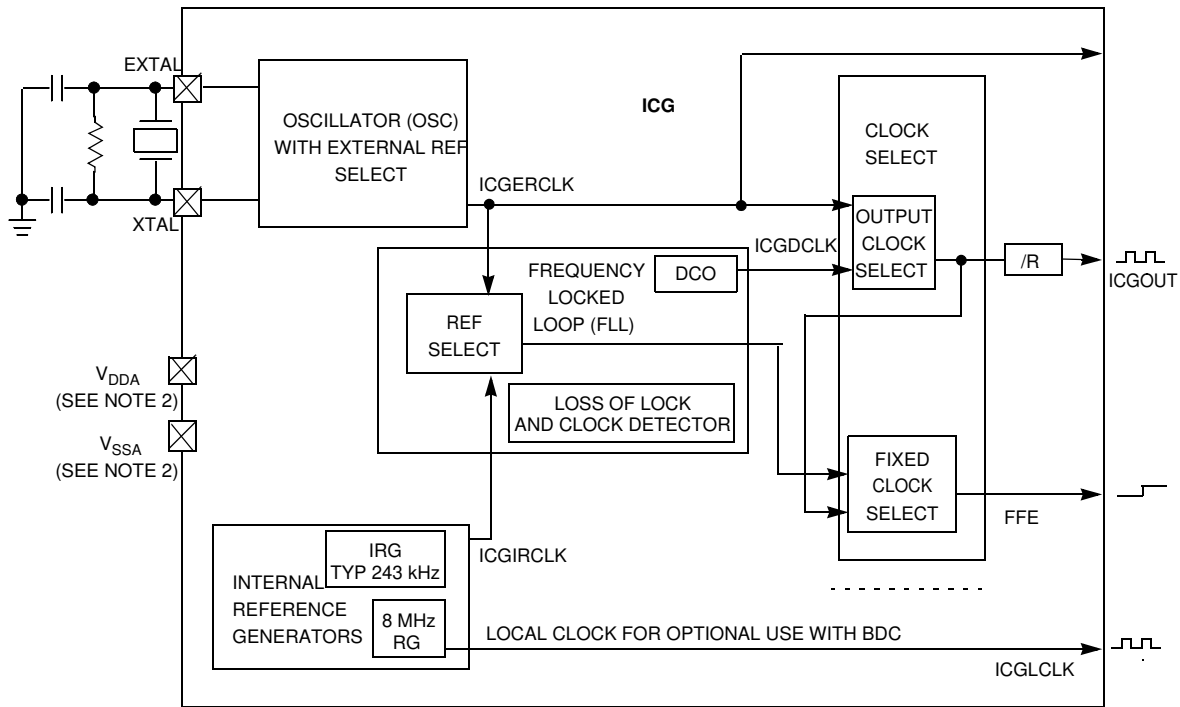 EXTAL
XTAL
OSCILLATOR (OSC)
WITH EXTERNAL REF
SELECT
ICG
ICGERCLK
CLOCK
SELECT
OUTPUT
CLOCK
SELECT
ICGDCLK
/R
ICGOUT
FREQUENCY
LOCKED
LOOP (FLL)
DCO
REF
SELECT
LOSS OF LOCK
AND CLOCK DETECTOR
VDDA
(SEE NOTE 2)
VSSA
(SEE NOTE 2)
FIXED
CLOCK
SELECT
FFE
ICGIRCLK
IRG
TYP 243 kHz
INTERNAL
REFERENCE
GENERATORS
8 MHz
RG
LOCAL CLOCK FOR OPTIONAL USE WITH BDC
ICGLCLK